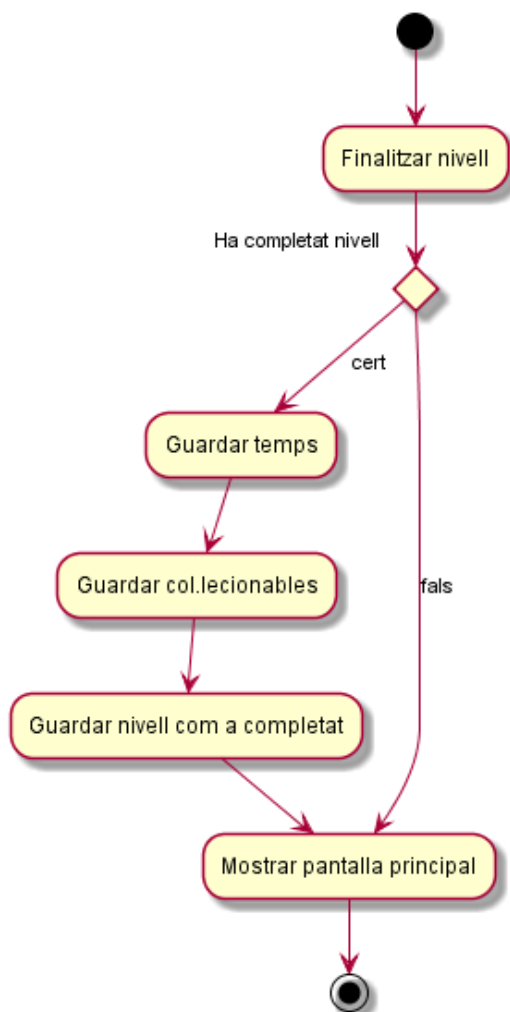 Finalitzar nivell
Ha completat nivell
cert
Guardar temps
Guardar col.lecionables
fals
Guardar nivell com a completat
Mostrar pantalla principal